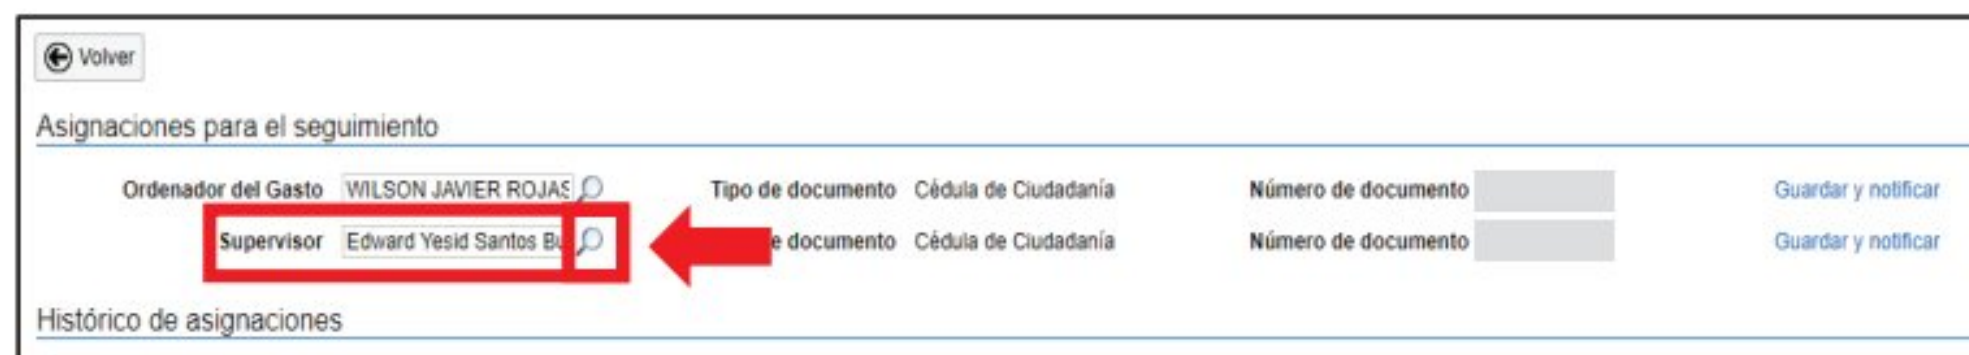 Volver
Asignaciones para el seguimiento
Ordenador del Gasto WILSON JAVIER ROJAS Tipo de documento Cédula de Ciudadanía Número de documento Guardar y notificar
Supervisor Edward Yesid Santos Bu e documento Cédula de Ciudadanía Número de documento Guardar y notificar
Histórico de asignaciones